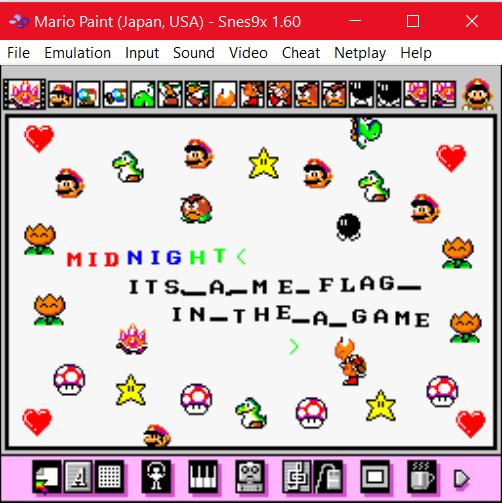 Mario Paint (Japan, USA) - Snes9x 1.60
File Emulation Input Sound Video Cheat Netplay Help
MIDNIGHT<
ITS_A_ME_FLAG_
IN_THE_A_GAME
>
A